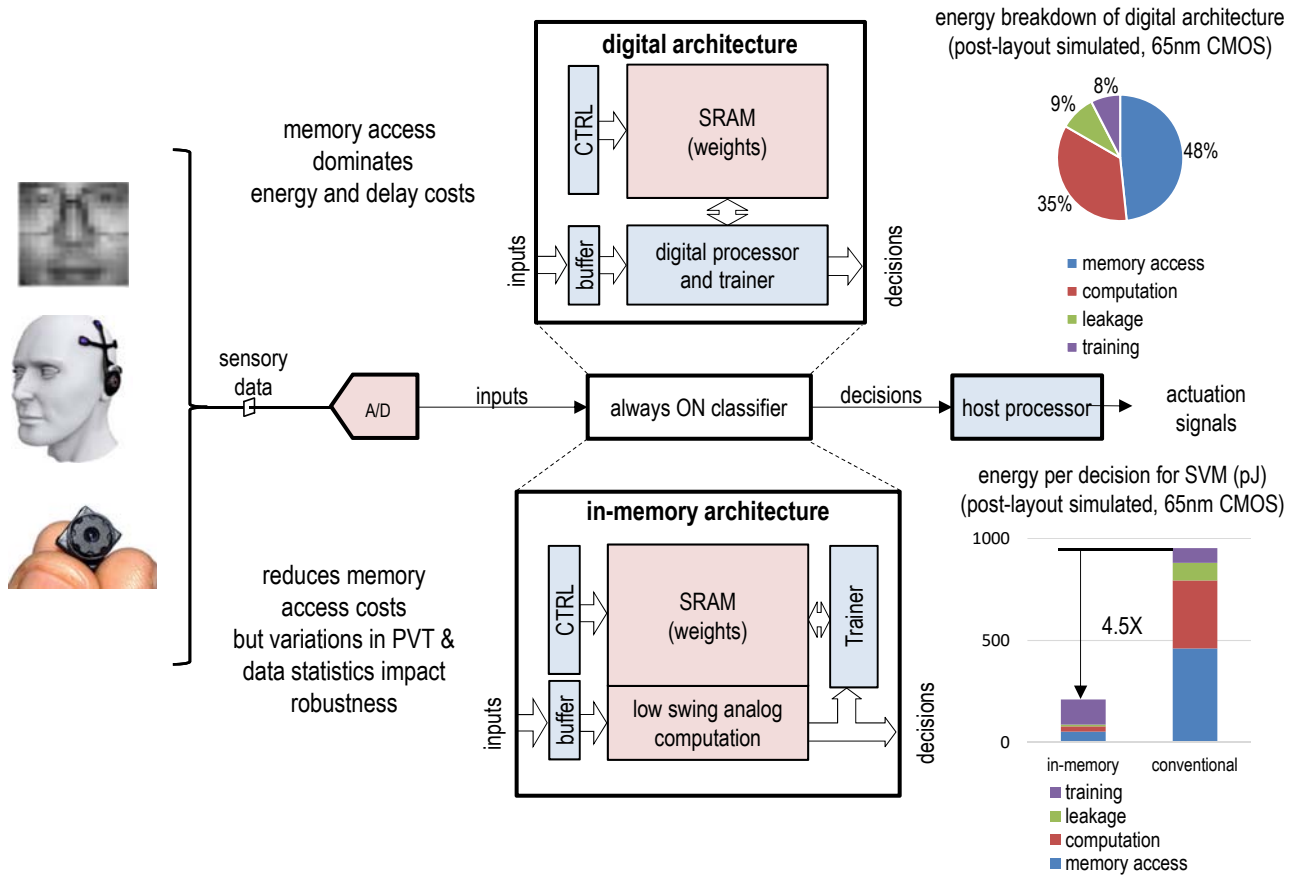 energy breakdown of digital architecture
(post-layout simulated, 65nm CMOS)
8%
9%
48%
35%
memory access
computation
leakage
training
digital architecture
CTRL
SRAM
(weights)
inputs
buffer
digital processor
and trainer
decisions
memory access
dominates
energy and delay costs
sensory
data
A/D
inputs
always ON classifier
decisions
host processor
actuation
signals
reduces memory
access costs
but variations in PVT &
data statistics impact
robustness
in-memory architecture
CTRL
SRAM
(weights)
Trainer
inputs
buffer
low swing analog
computation
decisions
energy per decision for SVM (pJ)
(post-layout simulated, 65nm CMOS)
1000
500
0
4.5X
in-memory
conventional
training
leakage
computation
memory access